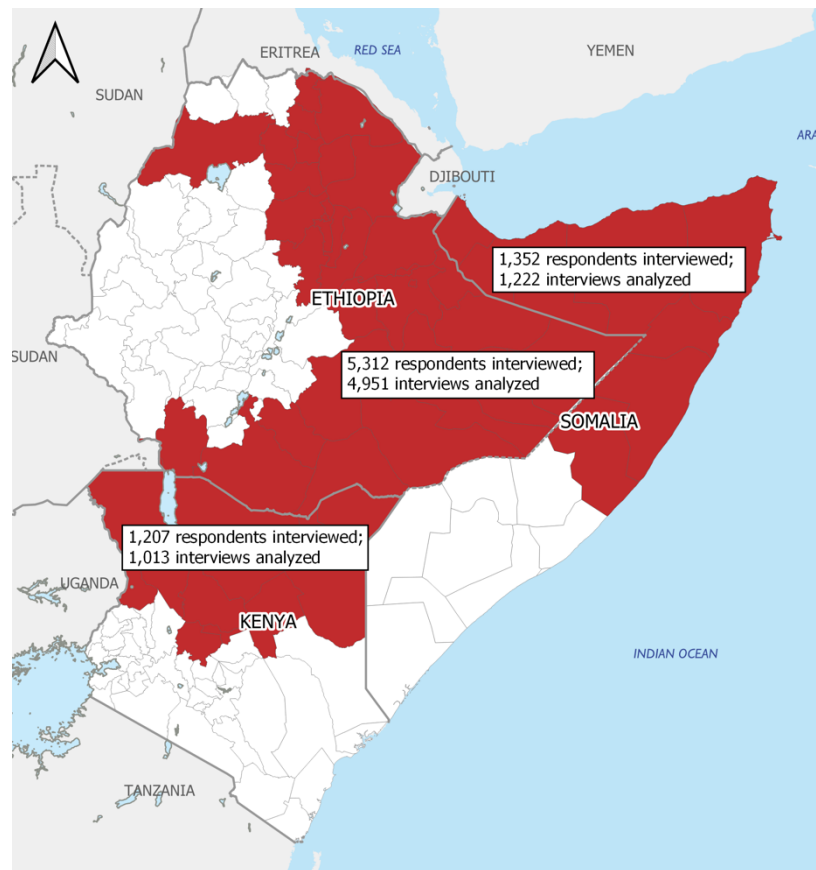 ERITREA
RED SEA
YEMEN
SUDAN
ARA
DJIBOUTI
1,352 respondents interviewed;
1,222 interviews analyzed
ETHIOPIA
SUDAN
5,312 respondents interviewed;
4,951 interviews analyzed
SOMALIA
1,207 respondents interviewed;
1,013 interviews analyzed
UGANDA
KENYA
INDIAN OCEAN
TANZANIA